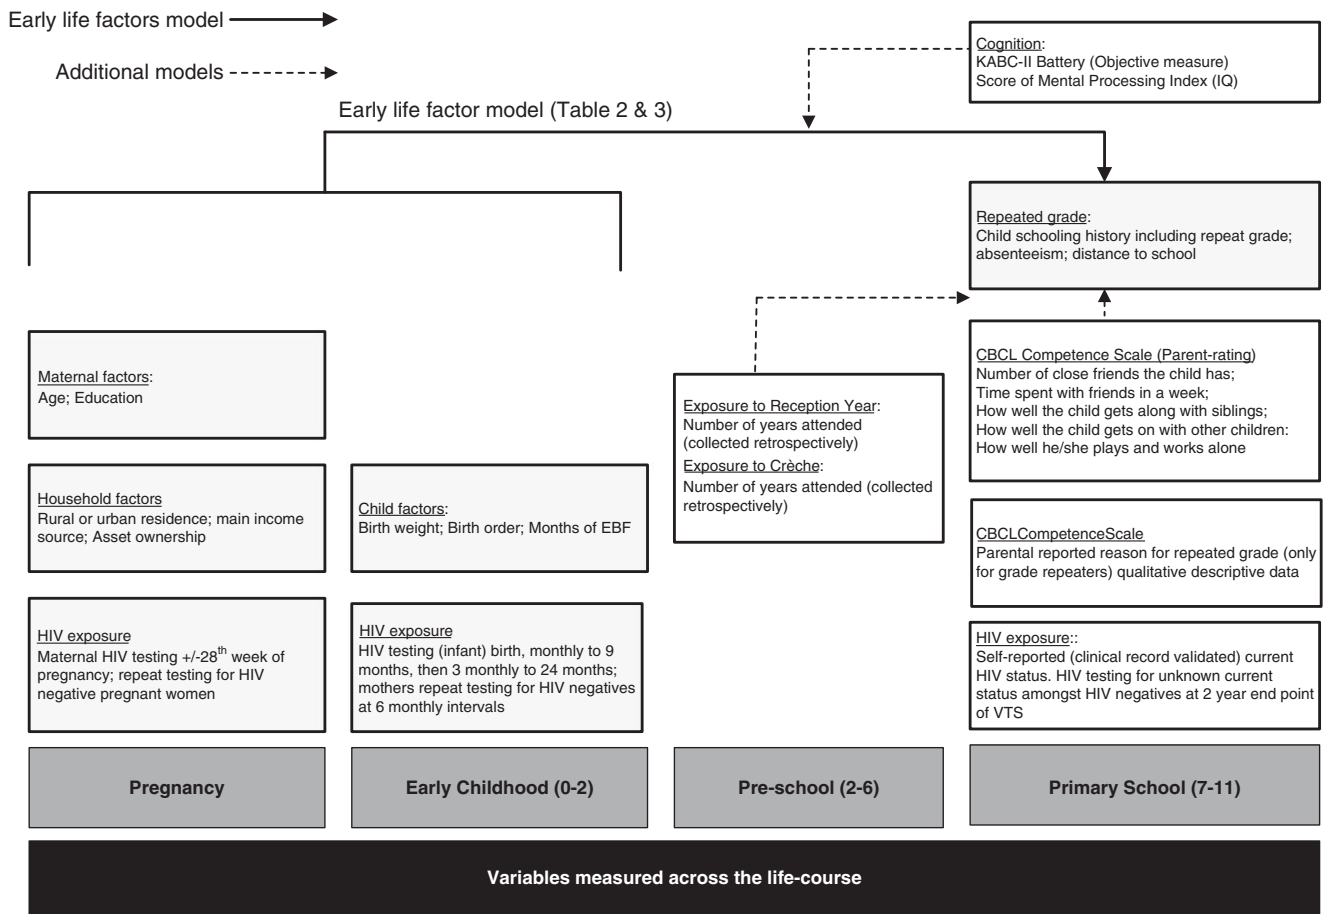 Early life factors model
Additional models
Early life factor model (Table 2 & 3)
Cognition:
KABC-II Battery (Objective measure)
Score of Mental Processing Index (IQ)
Repeated grade:
Child schooling history including repeat grade;
absenteeism; distance to school
Maternal factors:
Age; Education
Household factors
Rural or urban residence; main income
source; Asset ownership
HIV exposure
Maternal HIV testing +/-28th week of
pregnancy; repeat testing for HIV
negative pregnant women
Child factors:
Birth weight; Birth order; Months of EBF
HIV exposure
HIV testing (infant) birth, monthly to 9
months, then 3 monthly to 24 months;
mothers repeat testing for HIV negatives
at 6 monthly intervals
Exposure to Reception Year:
Number of years attended
(collected retrospectively)
Exposure to Crèche:
Number of years attended (collected
retrospectively)
CBCL Competence Scale (Parent-rating)
Number of close friends the child has;
Time spent with friends in a week;
How well the child gets along with siblings;
How well the child gets on with other children:
How well he/she plays and works alone
CBCLCompetenceScale
Parental reported reason for repeated grade (only
for grade repeaters) qualitative descriptive data
HIV exposure::
Self-reported (clinical record validated) current
HIV status. HIV testing for unknown current
status amongst HIV negatives at 2 year end point
of VTS
Pregnancy
Early Childhood (0-2)
Pre-school (2-6)
Primary School (7-11)
Variables measured across the life-course